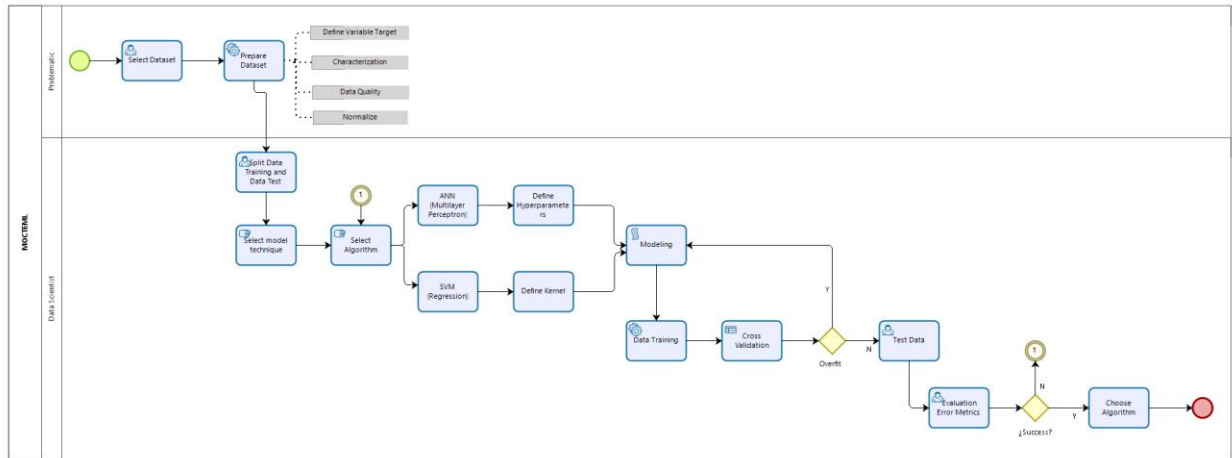 MOCTEML
Problematic
Select Dataset
Prepare
Dataset
Define Variable Target
Characterization
Data Quality
Normalize
Data Scientist
Split Data
Training and
Data Test
Select model
technique
1
Select
Algorithm
ANN
(Multilayer
Perceptron)
Define
Hyperparamet
ers
SVM
(Regression)
Define Kernel
Modeling
Data Training
Cross
Validation
Y
Overfit
N
Test Data
Evaluation
Error Metrics
1
N
¿Success?
Y
Choose
Algorithm